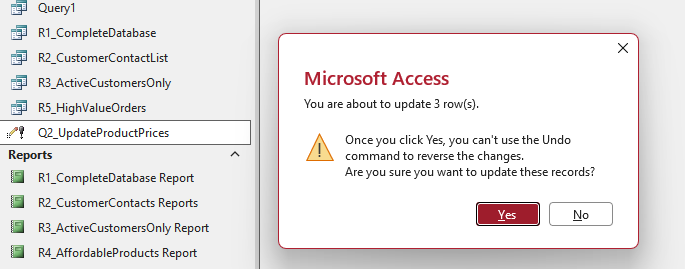 Query1
R1_CompleteDatabase
R2_CustomerContactList
R3_ActiveCustomersOnly
R5_HighValueOrders
Q2_UpdateProductPrices
Reports
R1_CompleteDatabase Report
R2_CustomerContacts Reports
R3_ActiveCustomersOnly Report
R4_AffordableProducts Report
Microsoft Access
You are about to update 3 row(s).
Once you click Yes, you can't use the Undo
command to reverse the changes.
Are you sure you want to update these records?
Yes
No